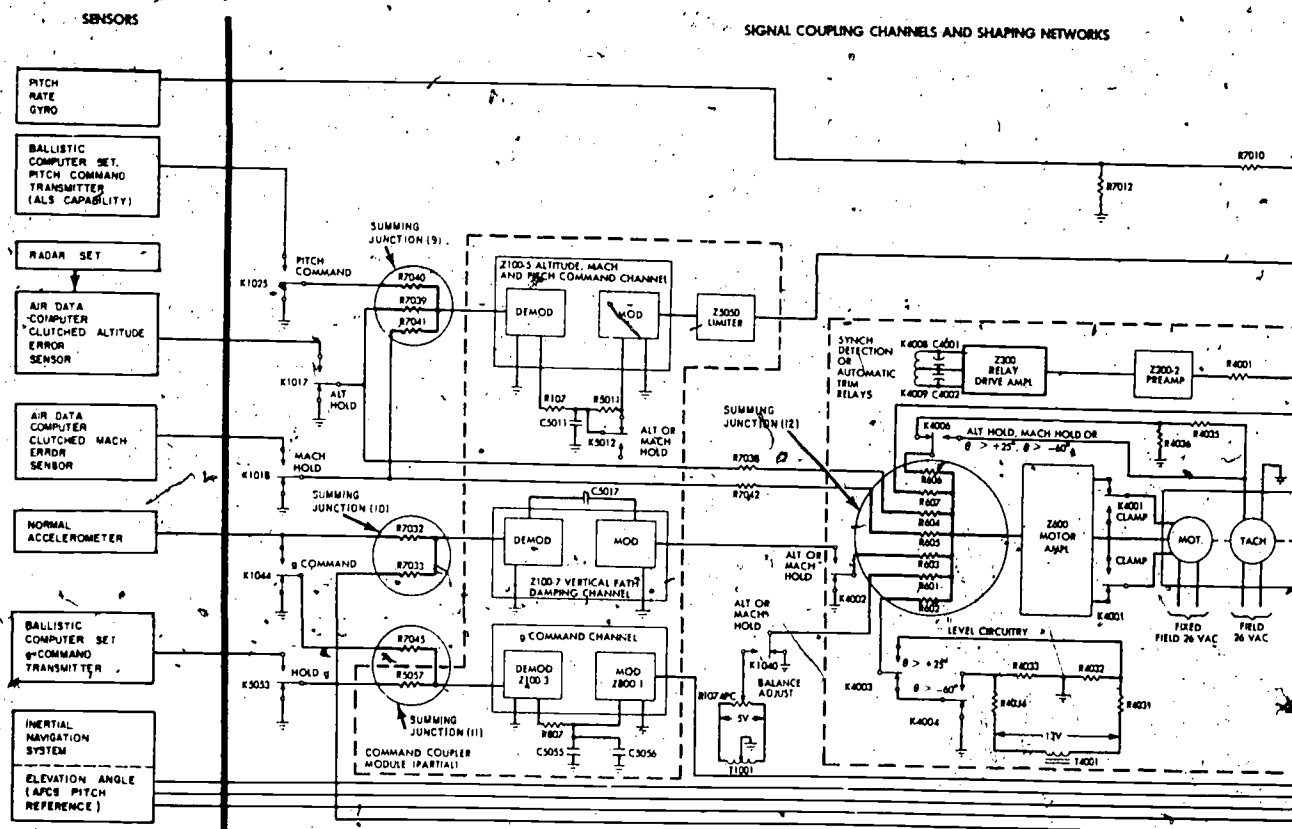 SENSORS
SIGNAL COUPLING CHANNELS AND SHAPING NETWORKS
PITCH
RATE
GYRO
BALLISTIC
COMPUTER SET,
PITCH COMMAND
TRANSMITTER
(ALS CAPABILITY)
RADAR SET
AIR DATA
COMPUTER
CLUTCHED ALTITUDE
ERROR
SENSOR
AIR DATA
COMPUTER
CLUTCHED MACH
ERROR
SENSOR
NORMAL
ACCELEROMETER
BALLISTIC
COMPUTER SET
g-COMMAND
TRANSMITTER
INERTIAL
NAVIGATION
SYSTEM
ELEVATION ANGLE
(AFCS PITCH
REFERENCE)
K1025
PITCH
COMMAND
K1017
ALT
HOLD
K1018
MACH
HOLD
K1044
g COMMAND
K5053
HOLD g
SUMMING
JUNCTION (9)
R7040
R7039
R7041
SUMMING
JUNCTION (10)
R7032
R7033
R7045
R5057
SUMMING
JUNCTION (11)
COMMAND COUPLER
MODULE (PARTIAL)
Z100-5 ALTITUDE, MACH
AND PITCH COMMAND CHANNEL
DEMOD
MOD
Z5050
LIMITER
R107
R5011
C5011
K5012
ALT OR
MACH
HOLD
R7038
R7042
C5017
DEMOD
MOD
Z100-7 VERTICAL PATH
DAMPING CHANNEL
g COMMAND CHANNEL
DEMOD
Z100-3
MOD
Z800-1
R807
C5055
C5056
R7010
R7012
SYNCH
DETECTION
OR
AUTOMATIC
TRIM
RELAYS
K4008
C4001
K4009
C4002
Z300
RELAY
DRIVE AMPL
Z200-2
PREAMP
R4001
SUMMING
JUNCTION (12)
K4006
ALT HOLD, MACH HOLD OR
θ > +25°, θ > -60°
R4036
R4035
R606
R607
R604
R605
R603
R601
R602
Z600
MOTOR
AMPL
K4001
CLAMP
CLAMP
K4001
MOT.
TACH
FIXED
FIELD 26 VAC
FIELD
26 VAC
ALT OR
MACH
HOLD
K4002
ALT OR
MACH
HOLD
K1040
BALANCE
ADJUST
R1074PC
5V
T1001
LEVEL CIRCUITRY
θ > +25°
K4003
θ > -60°
K4004
R4033
R4032
R4034
R4031
12V
T4001